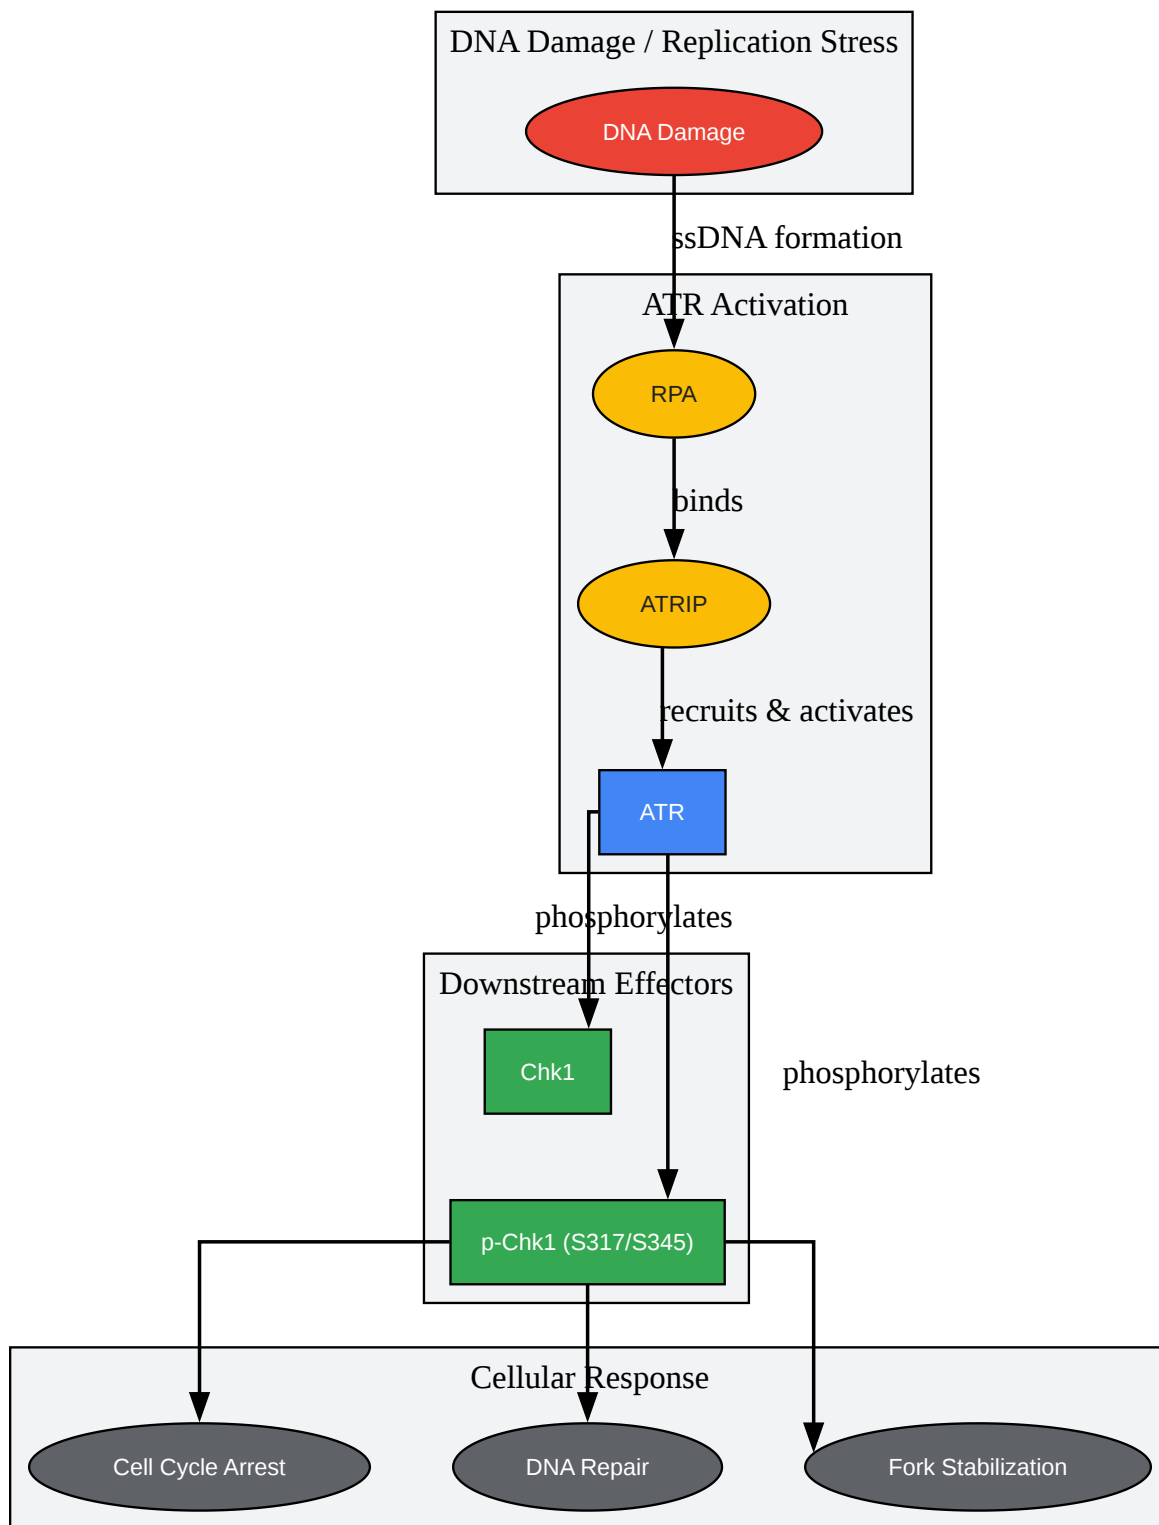 DNA Damage / Replication Stress
DNA Damage
ssDNA formation
ATR Activation
RPA
binds
ATRIP
recruits & activates
ATR
phosphorylates
Downstream Effectors
Chk1
phosphorylates
p-Chk1 (S317/S345)
Cellular Response
Cell Cycle Arrest
DNA Repair
Fork Stabilization